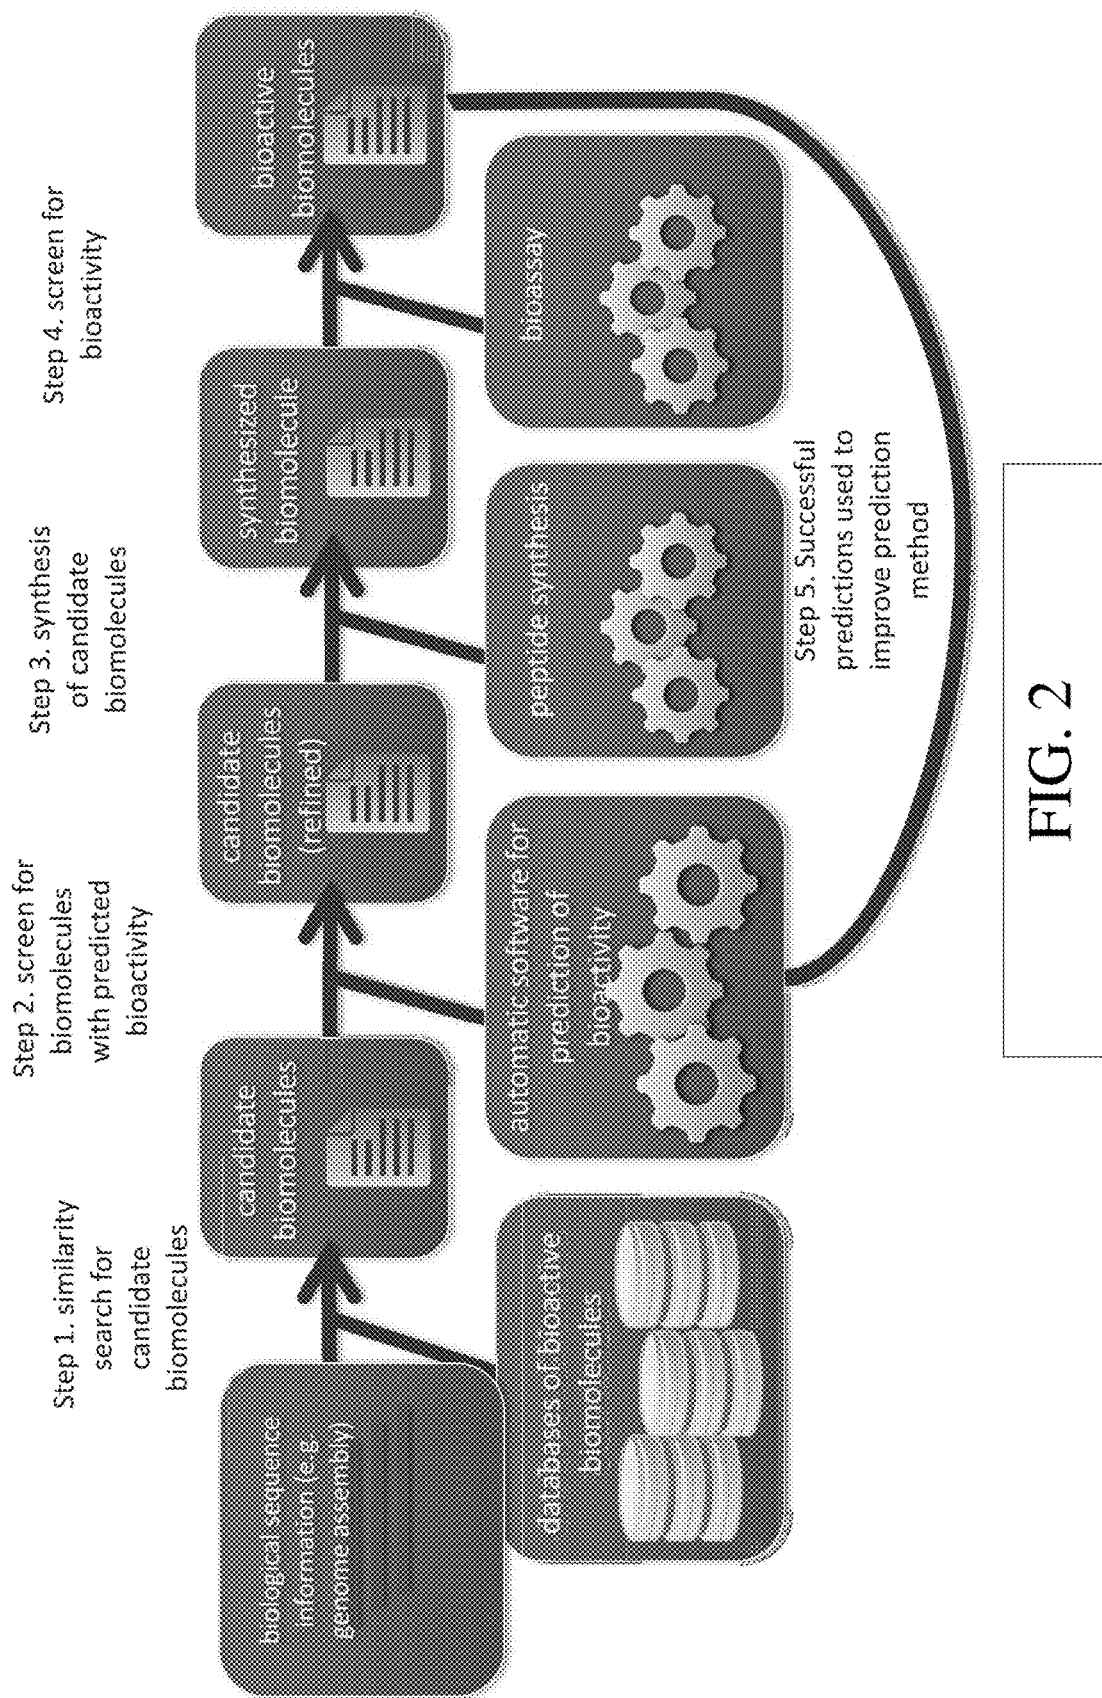 Step 1. similarity
search for
candidate
biomolecules
Step 2. screen for
biomolecules
with predicted
bioactivity
Step 3. synthesis
of candidate
biomolecules
Step 4. screen for
bioactivity
biological sequence
information (e.g.
genome assembly)
candidate
biomolecules
candidate
biomolecules
(refined)
synthesized
biomolecule
bioactive
biomolecules
databases of bioactive
biomolecules
automatic software for
prediction of
bioactivity
peptide synthesis
bioassay
Step 5. Successful
predictions used to
improve prediction
method
FIG. 2